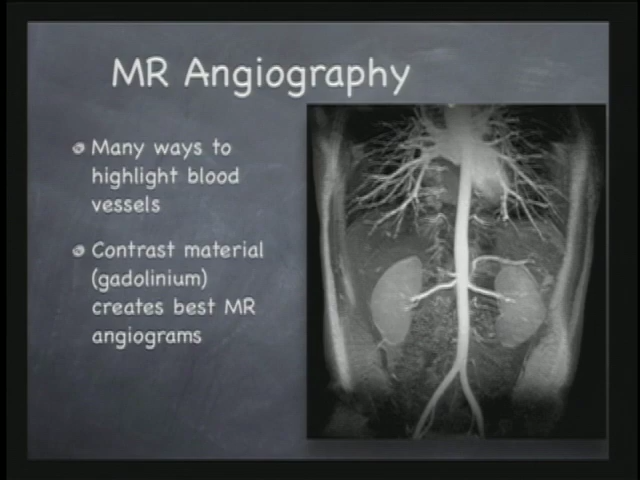 MR Angiography
Many ways to
highlight blood
vessels
Contrast material
(gadolinium)
creates best MR
angiograms